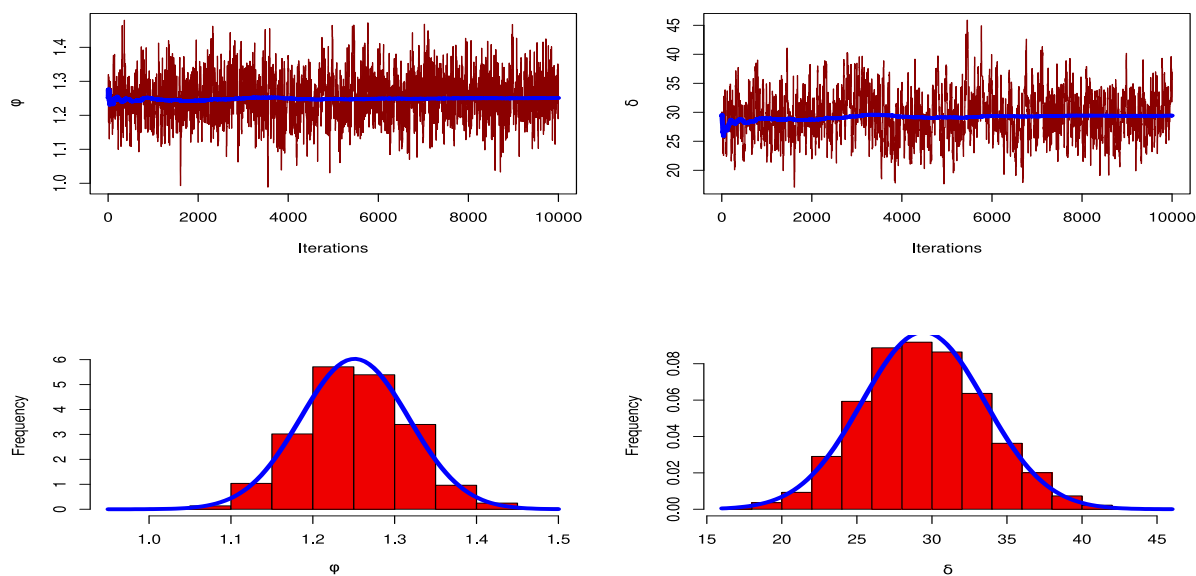 φ
1.0 1.1 1.2 1.3 1.4
0 2000 4000 6000 8000 10000
Iterations
δ
20 25 30 35 40 45
0 2000 4000 6000 8000 10000
Iterations
Frequency
0 1 2 3 4 5 6
1.0 1.1 1.2 1.3 1.4 1.5
φ
Frequency
0.00 0.02 0.04 0.06 0.08
15 20 25 30 35 40 45
δ